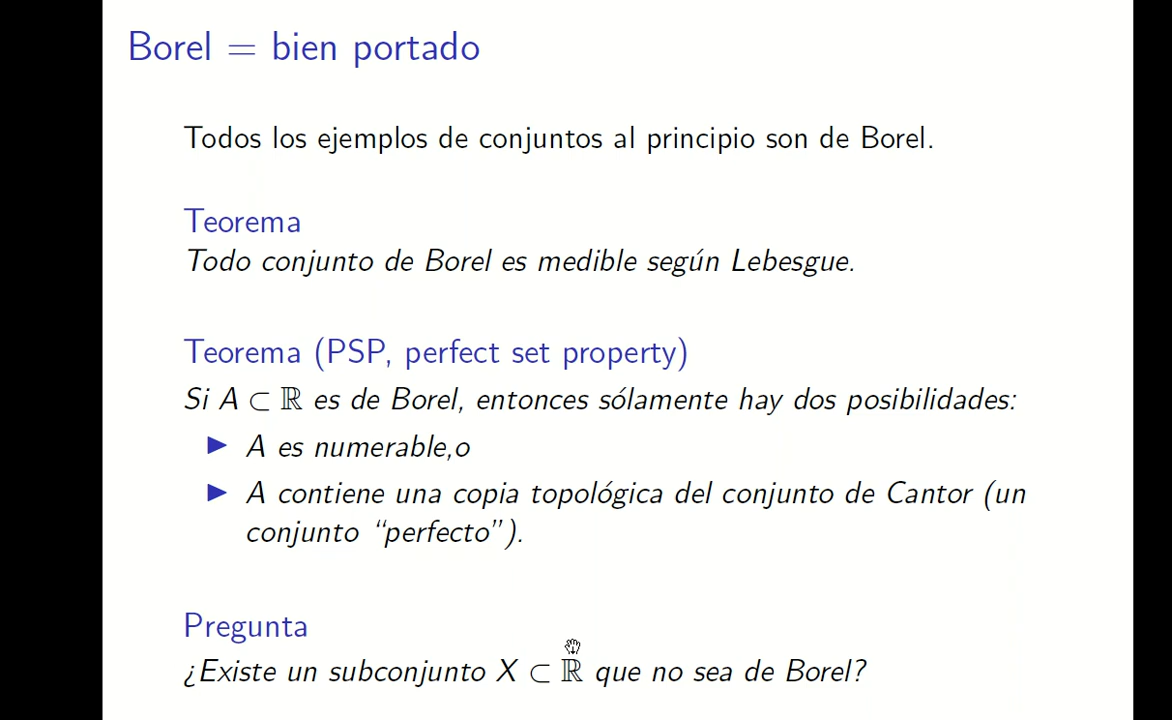 Borel = bien portado
Todos los ejemplos de conjuntos al principio son de Borel.
Teorema
Todo conjunto de Borel es medible según Lebesgue.
Teorema (PSP, perfect set property)
Si A ⊂ ℝ es de Borel, entonces sólamente hay dos posibilidades:
▶ A es numerable,o
▶ A contiene una copia topológica del conjunto de Cantor (un
conjunto “perfecto”).
Pregunta
¿Existe un subconjunto X ⊂ ℝ que no sea de Borel?